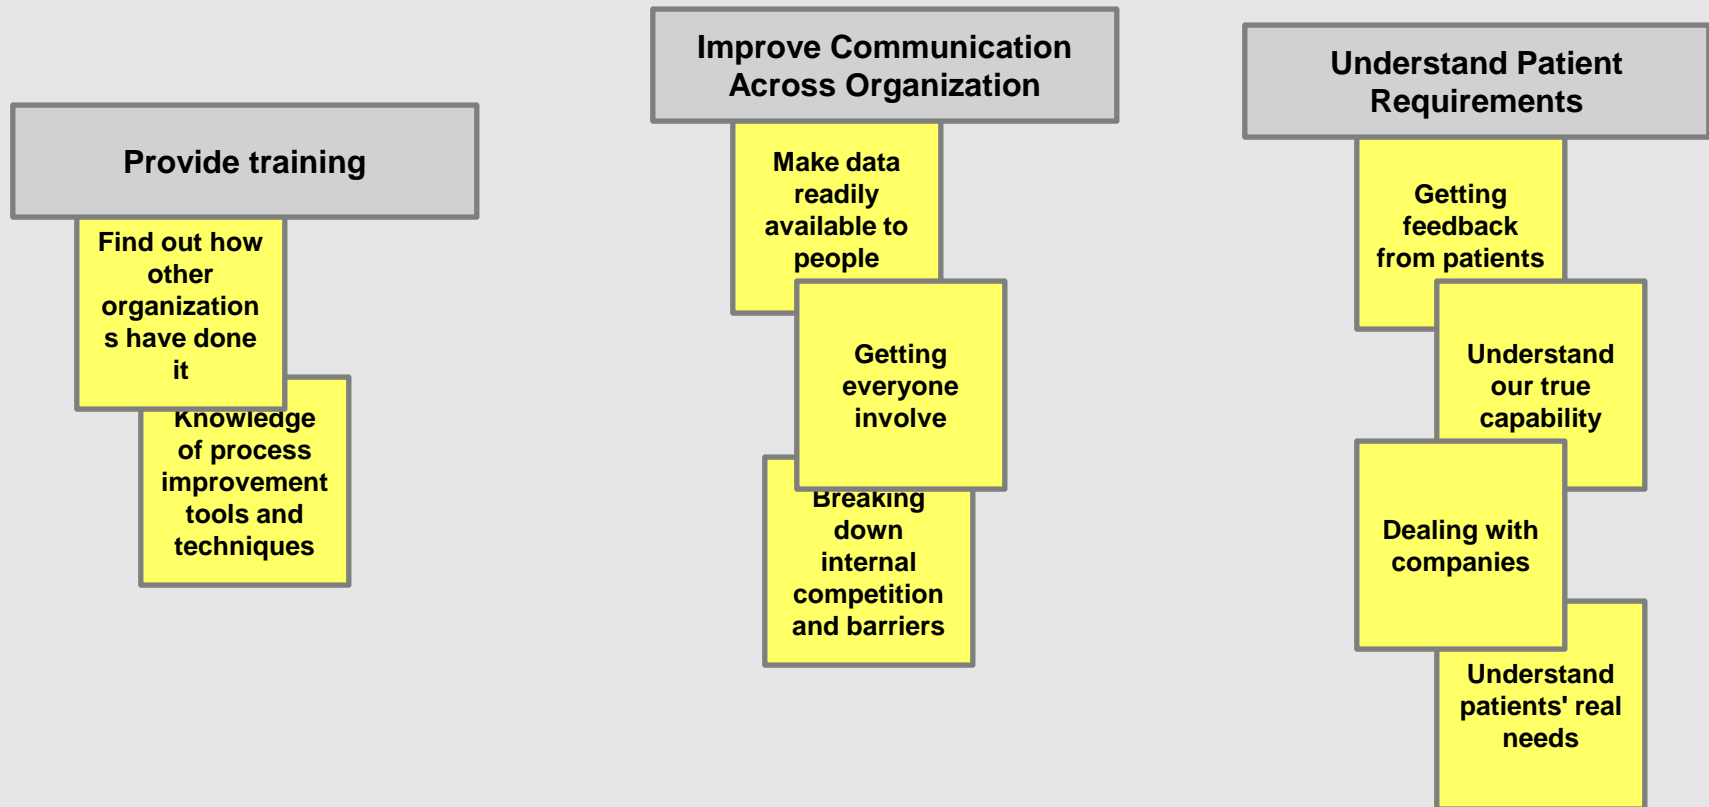 Provide training
Find out how
other
organization
s have done
it
Knowledge
of process
improvement
tools and
techniques
Improve Communication
Across Organization
Make data
readily
available to
people
Getting
everyone
involve
Breaking
down
internal
competition
and barriers
Understand Patient
Requirements
Getting
feedback
from patients
Understand
our true
capability
Dealing with
companies
Understand
patients' real
needs